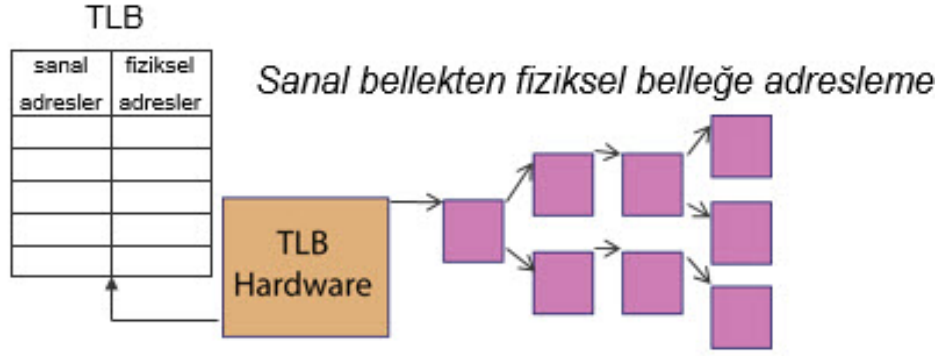 TLB
sanal adresler
fiziksel adresler
Sanal bellekten fiziksel belleğe adresleme
TLB
Hardware